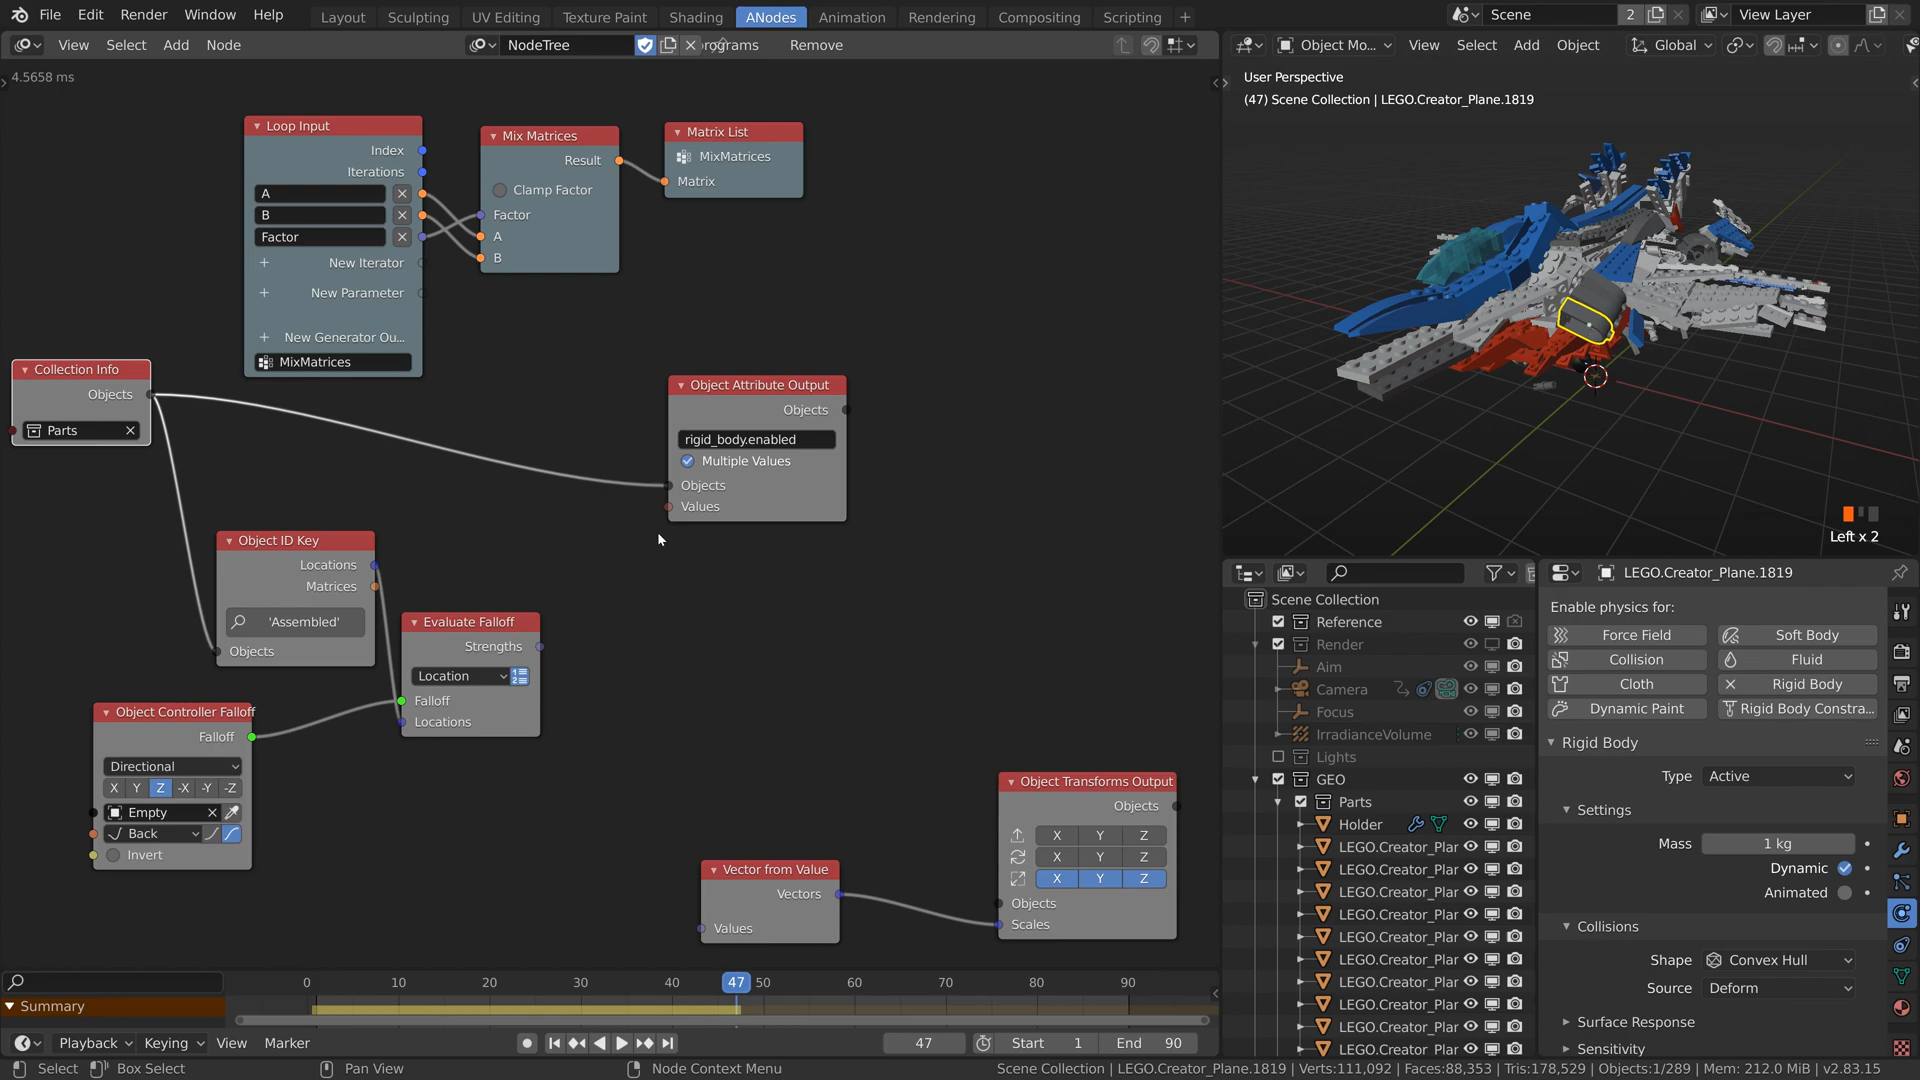 File Edit Render Window Help Layout Sculpting UV Editing Texture Paint Shading ANodes Animation Rendering Compositing Scripting + Scene 2 View Layer
View Select Add Node NodeTree rograms Remove Object Mo... View Select Add Object Global
4.5658 ms
User Perspective
(47) Scene Collection | LEGO.Creator_Plane.1819
Left x 2
Loop Input
Index
Iterations
A
B
Factor
New Iterator
New Parameter
New Generator Ou...
MixMatrices
Mix Matrices
Result
Clamp Factor
Factor
A
B
Matrix List
MixMatrices
Matrix
Collection Info
Objects
Parts
Object Attribute Output
Objects
rigid_body.enabled
Multiple Values
Objects
Values
Object ID Key
Locations
Matrices
'Assembled'
Objects
Evaluate Falloff
Strengths
Location
Falloff
Locations
Object Controller Falloff
Falloff
Directional
X Y Z -X -Y -Z
Empty
Back
Invert
Vector from Value
Vectors
Values
Object Transforms Output
Objects
X Y Z
X Y Z
X Y Z
Objects
Scales
Scene Collection
Reference
Render
Aim
Camera
Focus
IrradianceVolume
Lights
GEO
Parts
Holder
LEGO.Creator_Plar
LEGO.Creator_Plar
LEGO.Creator_Plar
LEGO.Creator_Plar
LEGO.Creator_Plar
LEGO.Creator_Plar
LEGO.Creator_Plar
LEGO.Creator_Plar
LEGO.Creator_Plar
LEGO.Creator_Plar
LEGO.Creator_Plane.1819
Enable physics for:
Force Field Soft Body
Collision Fluid
Cloth Rigid Body
Dynamic Paint Rigid Body Constra...
Rigid Body
Type Active
Settings
Mass 1 kg
Dynamic
Animated
Collisions
Shape Convex Hull
Source Deform
Surface Response
Sensitivity
0 10 20 30 40 47 50 60 70 80 90
Summary
Playback Keying View Marker 47 Start 1 End 90
Select Box Select Pan View Node Context Menu Scene Collection | LEGO.Creator_Plane.1819 | Verts:111,092 | Faces:88,353 | Tris:178,529 | Objects:1/289 | Mem: 212.0 MiB | v2.83.15